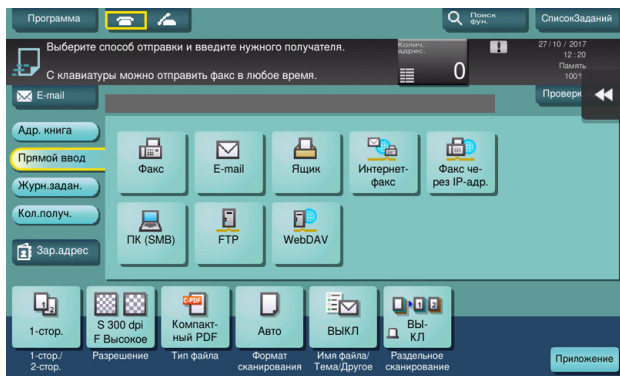 Программа
Поиск
фун.
СписокЗаданий
Выберите способ отправки и введите нужного получателя.
С клавиатуры можно отправить факс в любое время.
Колич.
адрес.
0
27/10 / 2017
12:20
Память
100%
E-mail
Проверк
Адр. книга
Прямой ввод
Журн.задан.
Кол.получ.
Зар.адрес
Факс
E-mail
Ящик
Интернет-
факс
Факс че-
рез IP-адр.
ПК (SMB)
FTP
WebDAV
1-стор.
S 300 dpi
F Высокое
C-PDF
Компакт-
ный PDF
Авто
ВЫКЛ
ВЫ-
КЛ
1-стор./
2-стор.
Разрешение
Тип файла
Формат
сканирования
Имя файла/
Тема/Другое
Раздельное
сканирование
Приложение